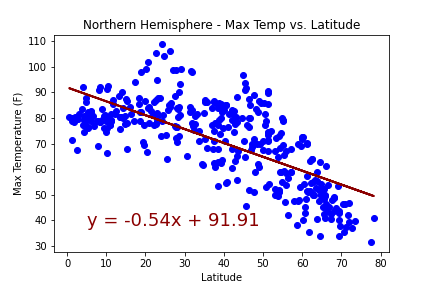 Northern Hemisphere - Max Temp vs. Latitude
Max Temperature (F)
110
100
90
80
70
60
50
40
30
y = -0.54x + 91.91
0 10 20 30 40 50 60 70 80
Latitude